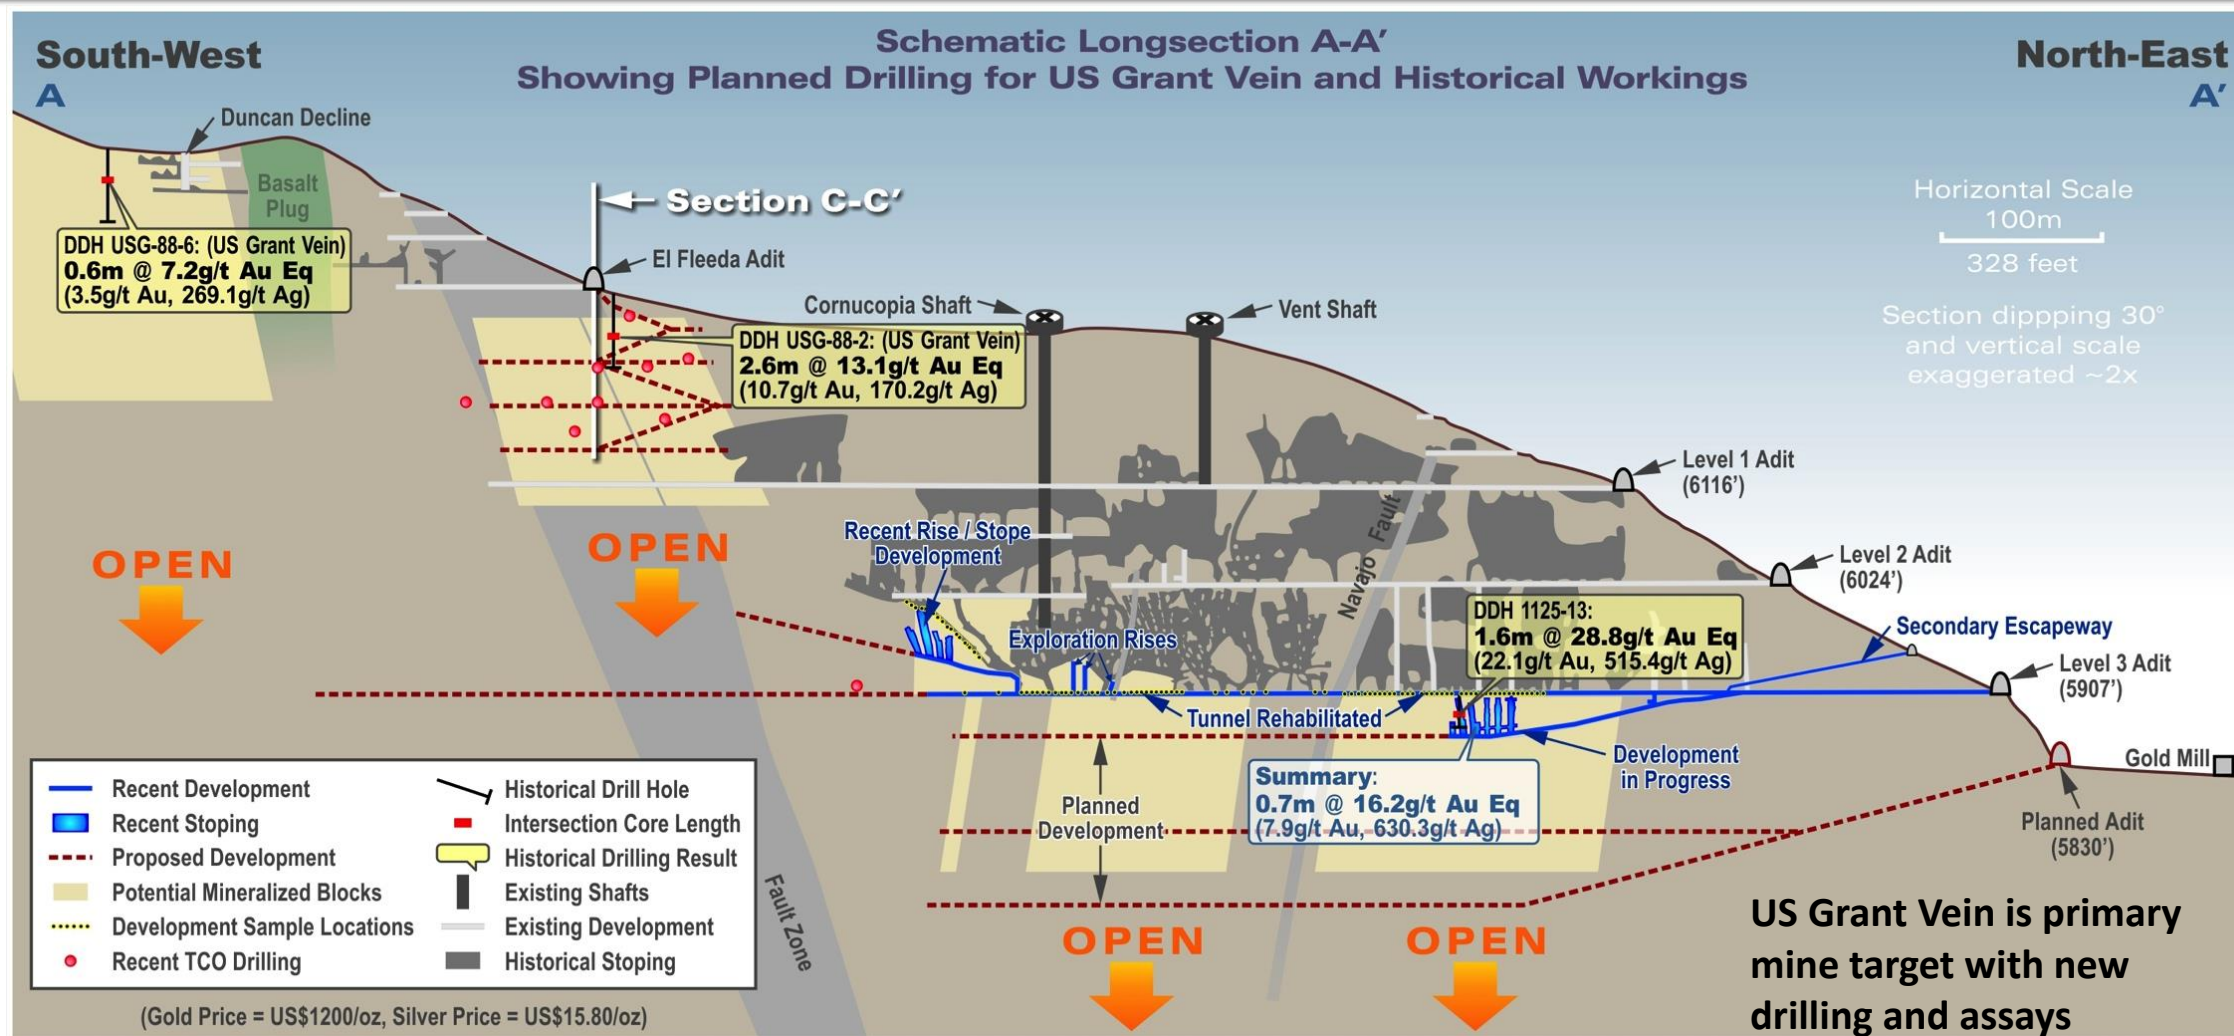 South-West
A
Schematic Longsection A-A'
Showing Planned Drilling for US Grant Vein and Historical Workings
North-East
A'
Duncan Decline
Basalt
Plug
DDH USG-88-6: (US Grant Vein)
0.6m @ 7.2g/t Au Eq
(3.5g/t Au, 269.1g/t Ag)
Section C-C'
El Fleeda Adit
Cornucopia Shaft
Vent Shaft
DDH USG-88-2: (US Grant Vein)
2.6m @ 13.1g/t Au Eq
(10.7g/t Au, 170.2g/t Ag)
Horizontal Scale
100m
328 feet
Section dippping 30°
and vertical scale
exaggerated ~2x
Level 1 Adit
(6116')
Level 2 Adit
(6024')
Secondary Escapeway
Level 3 Adit
(5907')
Gold Mill
Planned Adit
(5830')
OPEN
OPEN
Recent Rise / Stope
Development
Exploration Rises
Navajo Fault
DDH 1125-13:
1.6m @ 28.8g/t Au Eq
(22.1g/t Au, 515.4g/t Ag)
Tunnel Rehabilitated
Development
in Progress
Summary:
0.7m @ 16.2g/t Au Eq
(7.9g/t Au, 630.3g/t Ag)
Planned
Development
Fault Zone
OPEN
OPEN
Recent Development
Recent Stoping
Proposed Development
Potential Mineralized Blocks
Development Sample Locations
Recent TCO Drilling
Historical Drill Hole
Intersection Core Length
Historical Drilling Result
Existing Shafts
Existing Development
Historical Stoping
(Gold Price = US$1200/oz, Silver Price = US$15.80/oz)
US Grant Vein is primary
mine target with new
drilling and assays